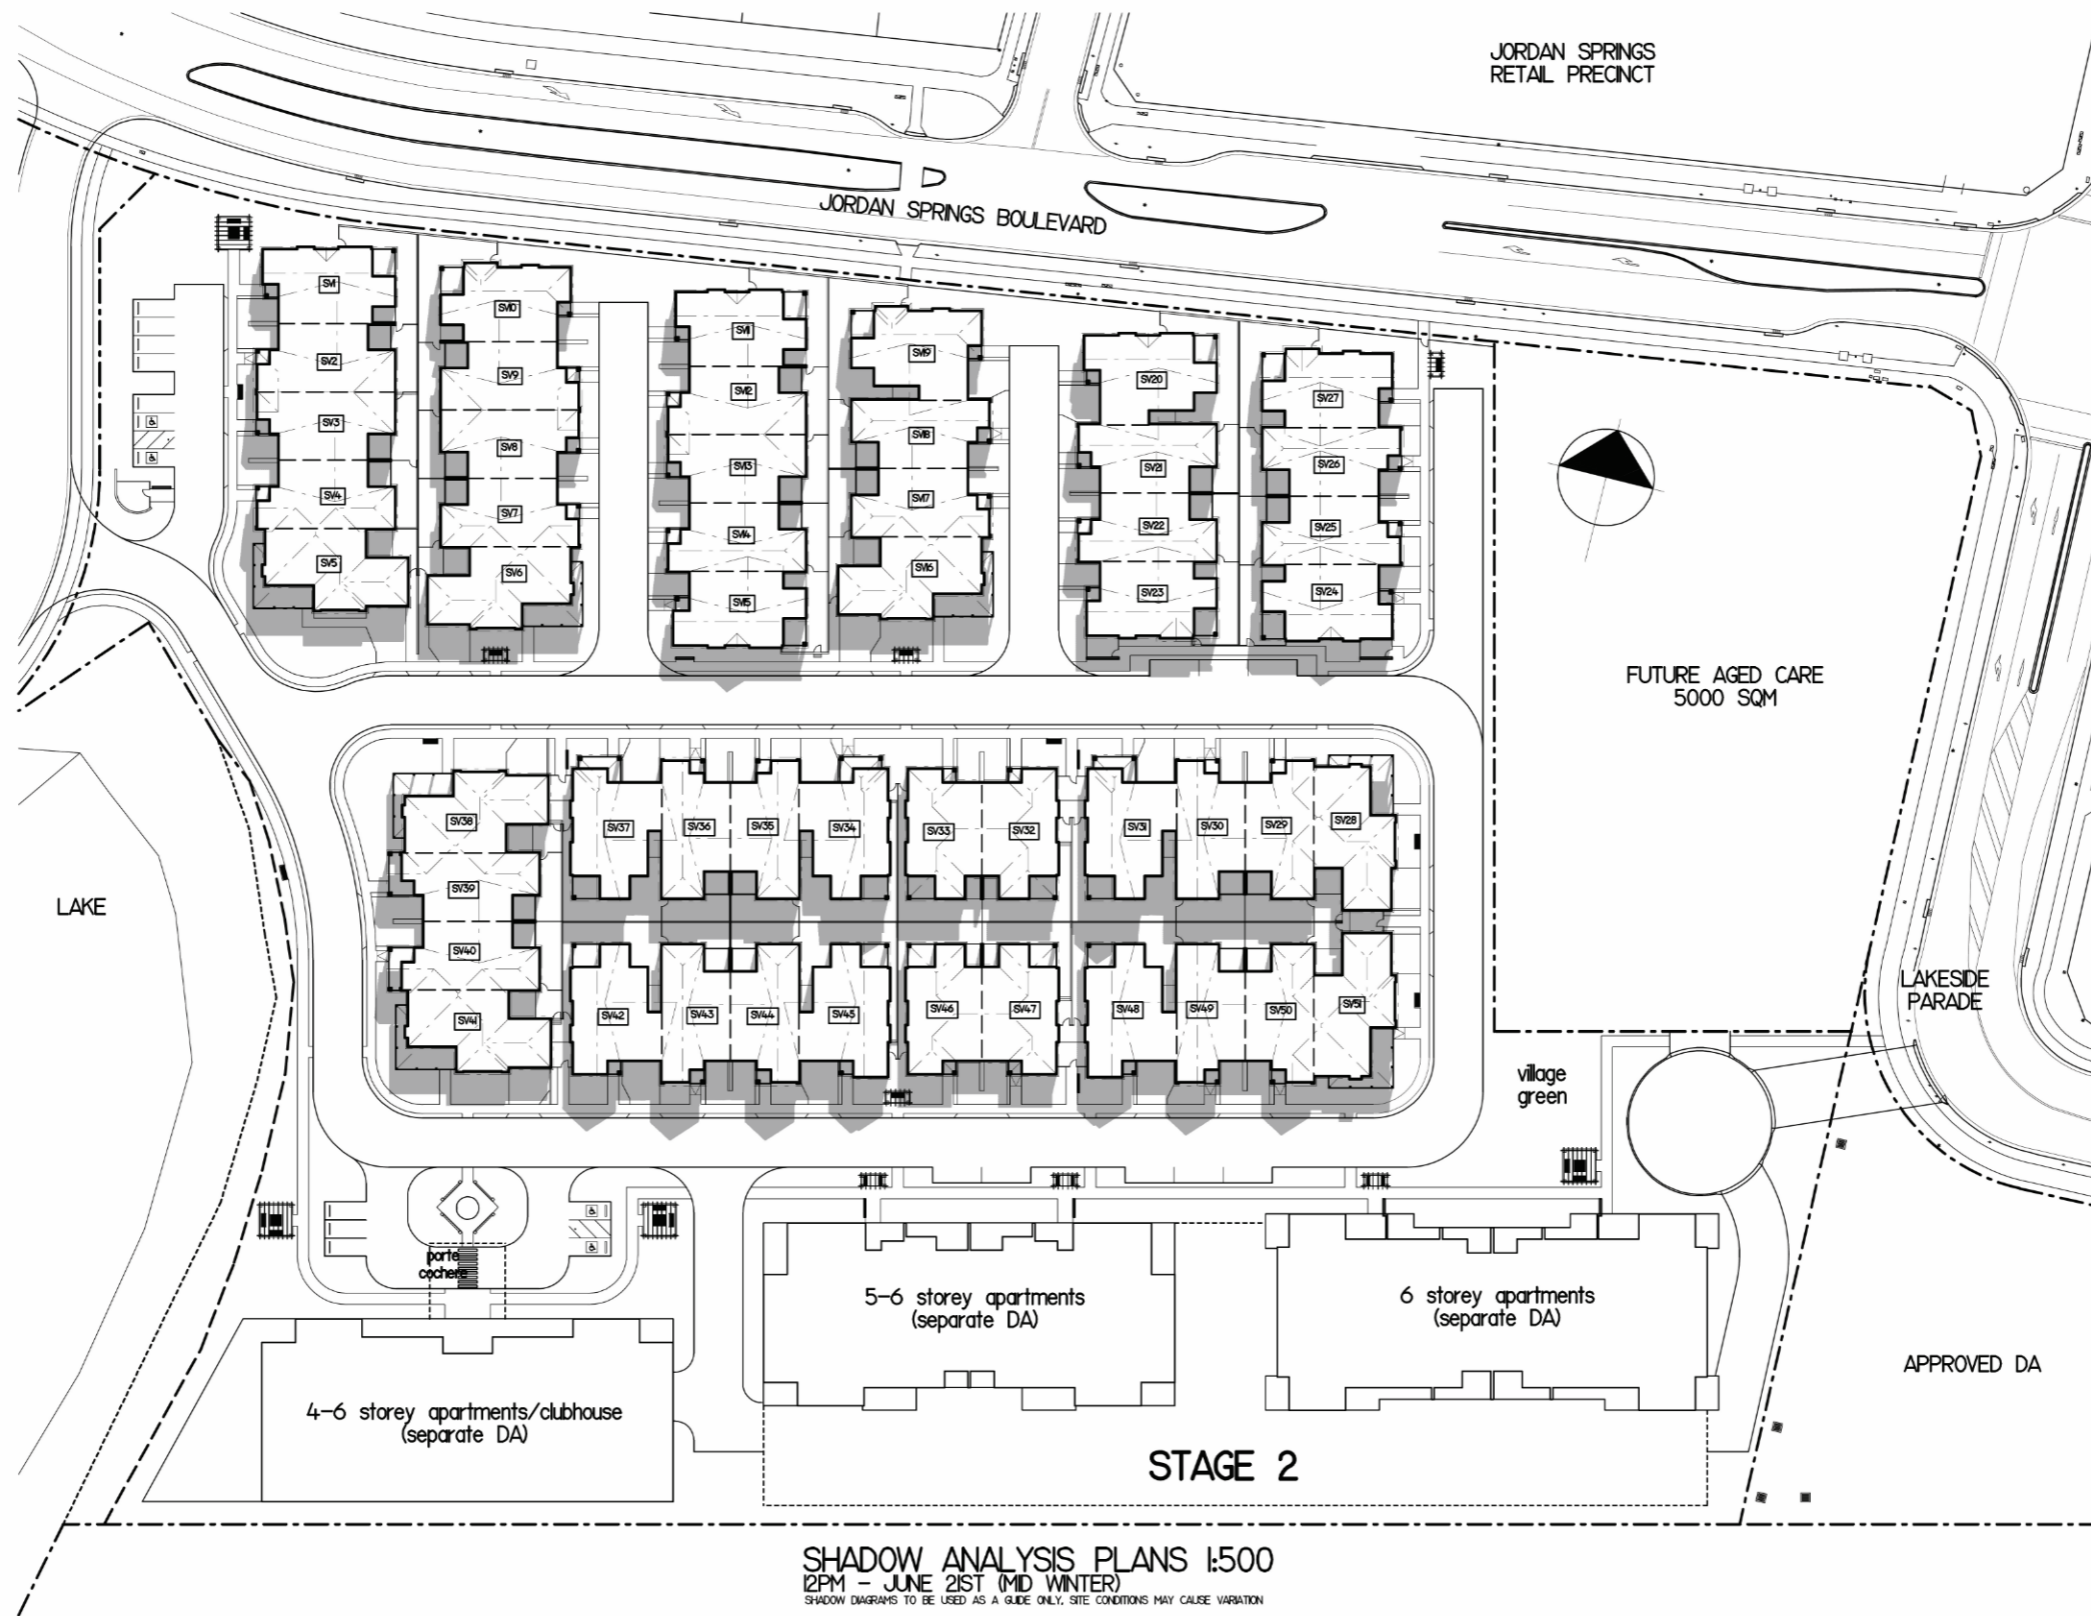 JORDAN SPRINGS
RETAIL PRECINCT
JORDAN SPRINGS BOULEVARD
SV1
SV10
SV11
SV19
SV20
SV27
SV2
SV9
SV12
SV18
SV21
SV26
SV3
SV8
SV13
SV17
SV22
SV25
SV4
SV7
SV14
SV16
SV23
SV24
SV5
SV6
SV15
FUTURE AGED CARE
5000 SQM
SV38
SV37
SV36
SV35
SV34
SV33
SV32
SV31
SV30
SV29
SV28
SV39
LAKE
SV40
SV41
SV42
SV43
SV44
SV45
SV46
SV47
SV48
SV49
SV50
SV51
LAKESIDE
PARADE
village
green
porte
cochere
5-6 storey apartments
(separate DA)
6 storey apartments
(separate DA)
APPROVED DA
4-6 storey apartments/clubhouse
(separate DA)
STAGE 2
SHADOW ANALYSIS PLANS 1:500
12PM - JUNE 21ST (MID WINTER)
SHADOW DIAGRAMS TO BE USED AS A GUIDE ONLY, SITE CONDITIONS MAY CAUSE VARIATION